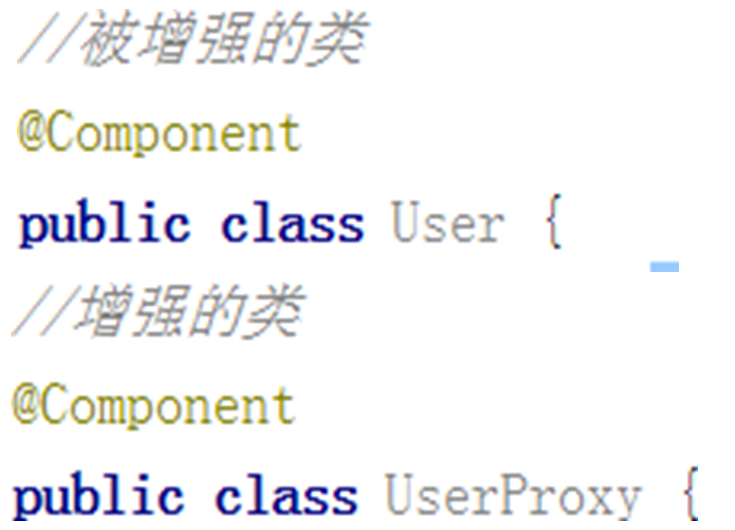 //被增强的类
@Component
public class User {
//增强的类
@Component
public class UserProxy {